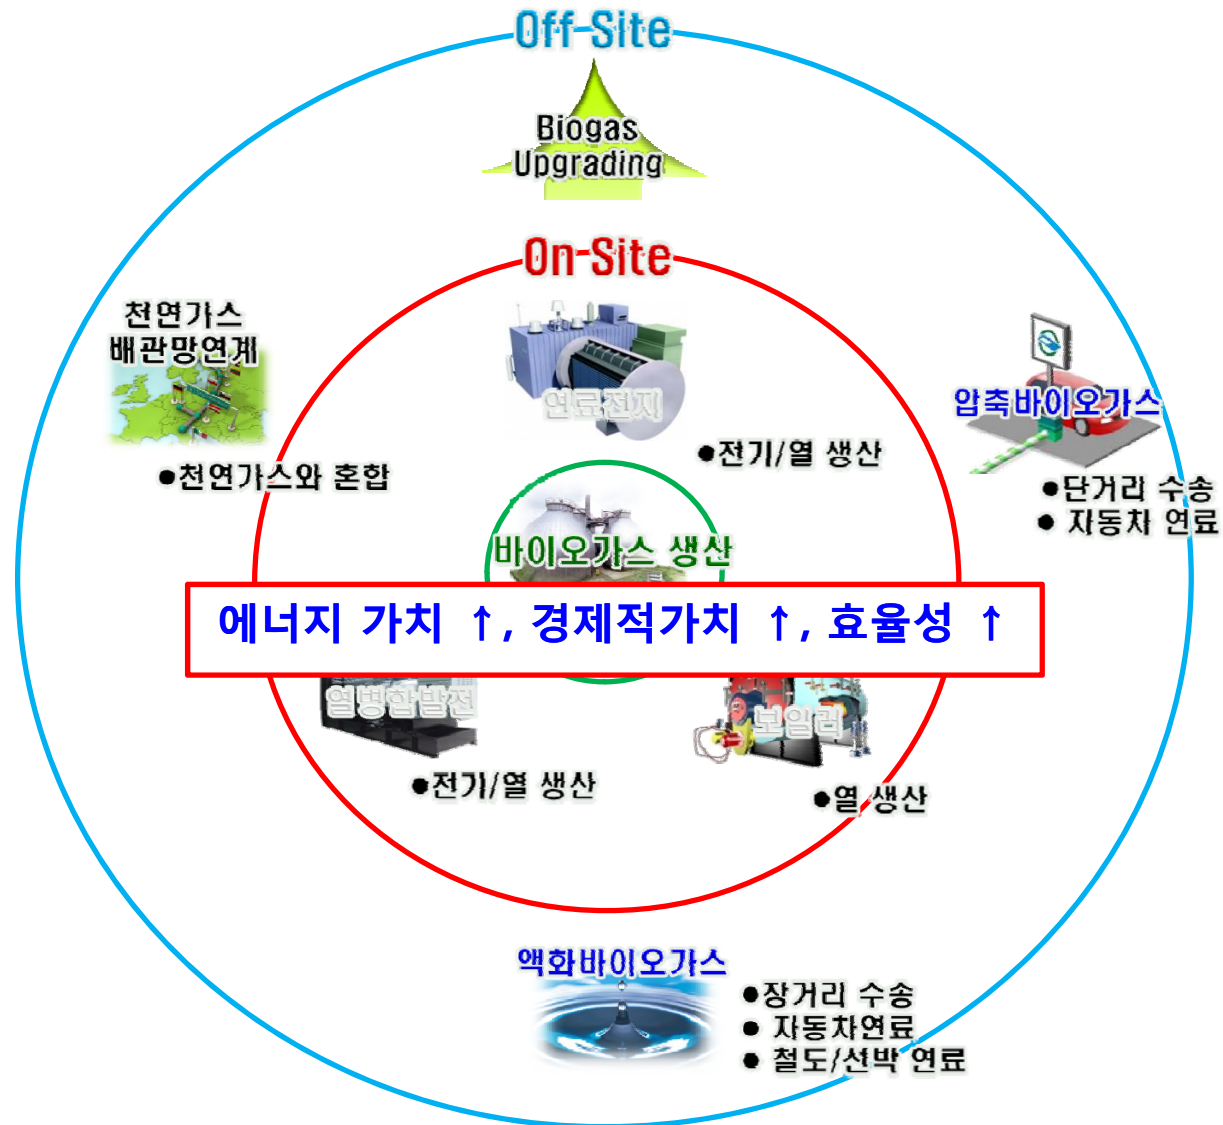 Off-Site
Biogas
Upgrading
On-Site
천연가스
배관망연계
●천연가스와 혼합
연료전지
●전기/열 생산
압축바이오가스
●단거리 수송
● 자동차 연료
바이오가스 생산
에너지 가치 ↑, 경제적가치 ↑, 효율성 ↑
열병합발전
●전기/열 생산
보일러
●열 생산
액화바이오가스
●장거리 수송
● 자동차연료
● 철도/선박 연료